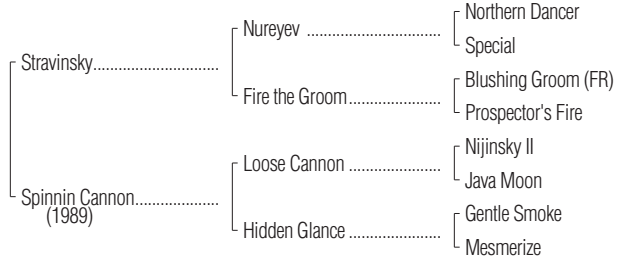 Northern Dancer
Nureyev ................................
Special
Stravinsky..............................
Blushing Groom (FR)
Fire the Groom......................
Prospector's Fire
Nijinsky II
Loose Cannon ......................
Java Moon
Spinnin Cannon....................
(1989)
Gentle Smoke
Hidden Glance ......................
Mesmerize